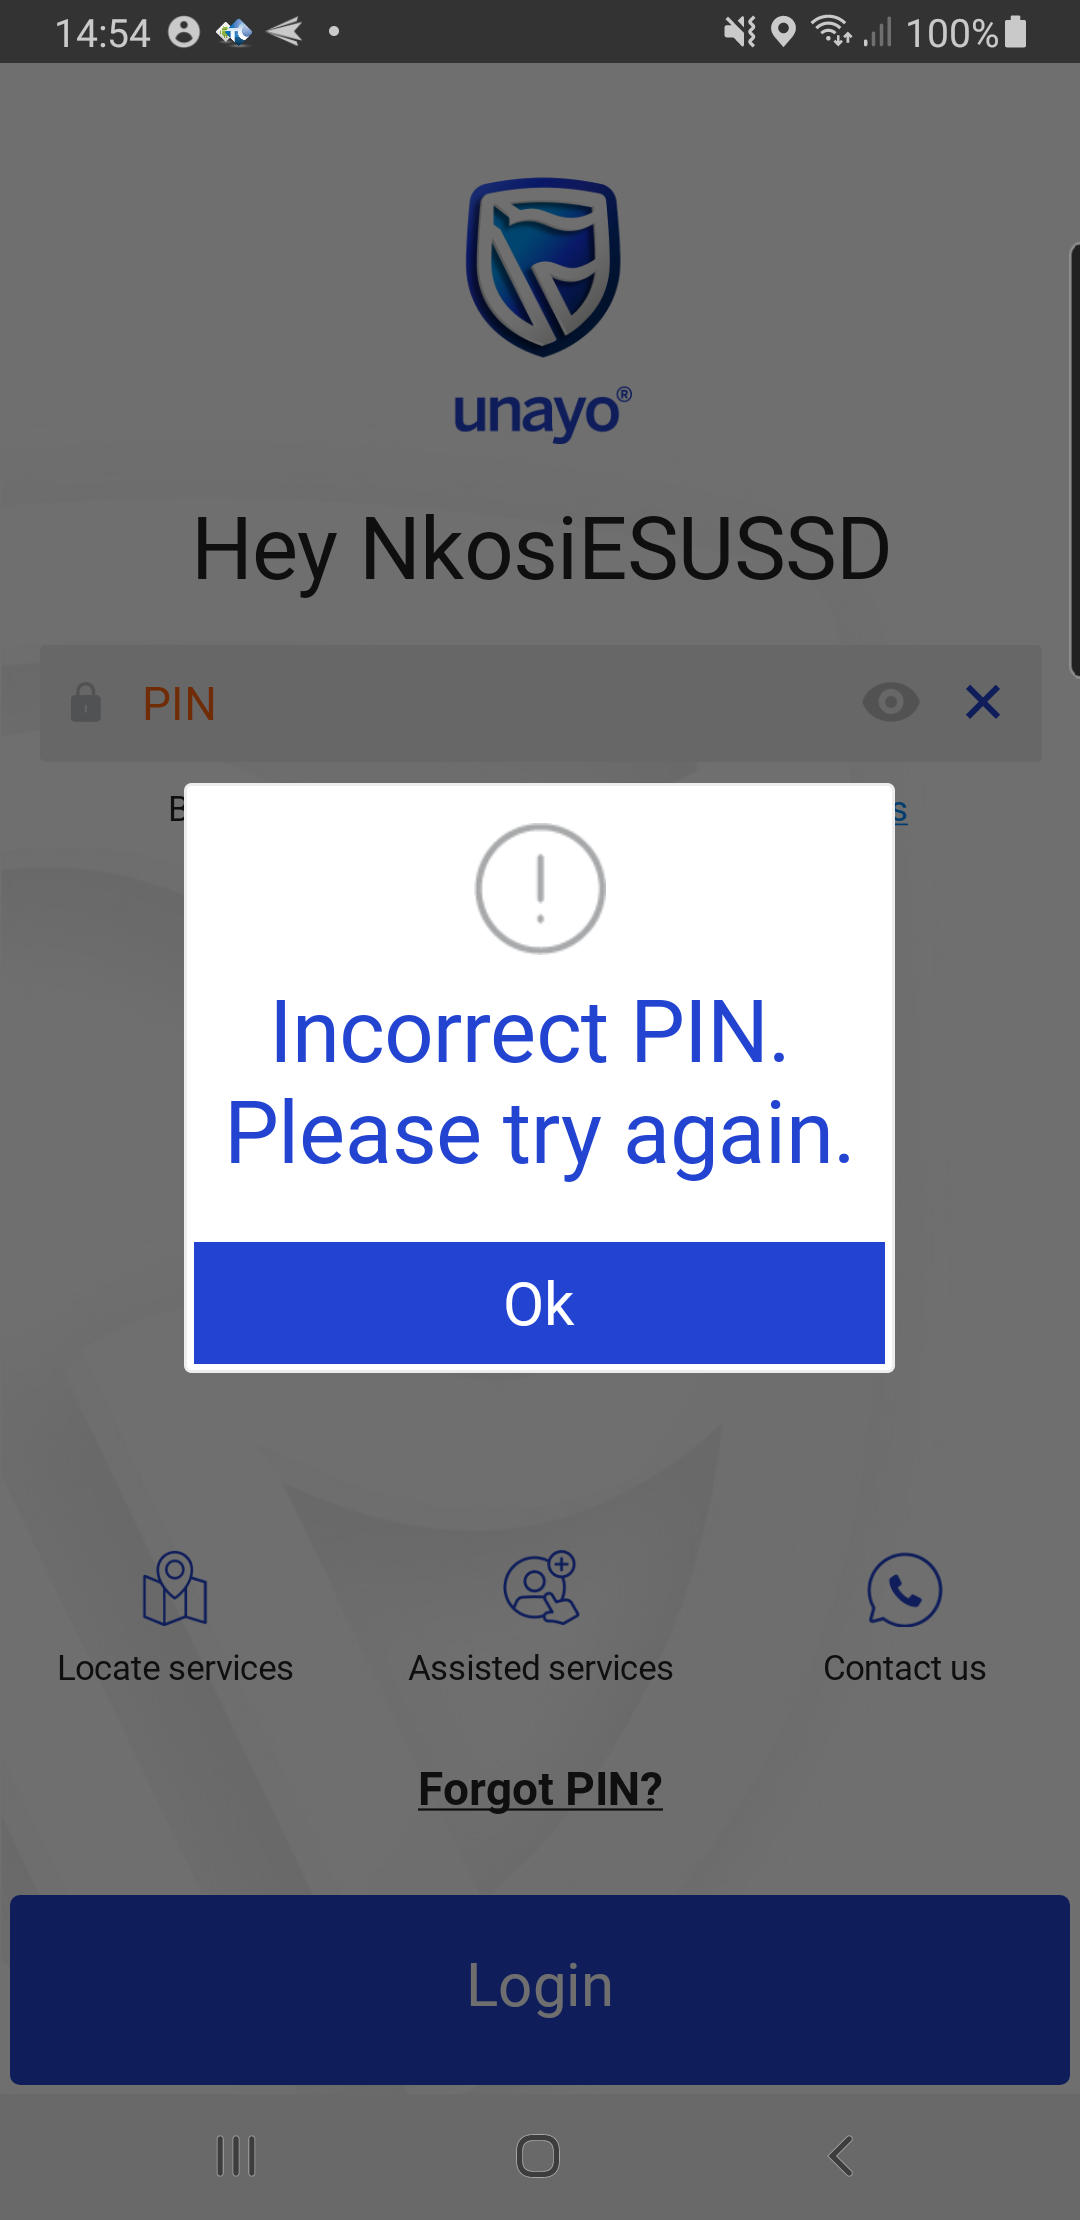 14:54
100%
unayo®
Hey NkosiESUSSD
PIN
Incorrect PIN.
Please try again.
Ok
Locate services
Assisted services
Contact us
Forgot PIN?
Login